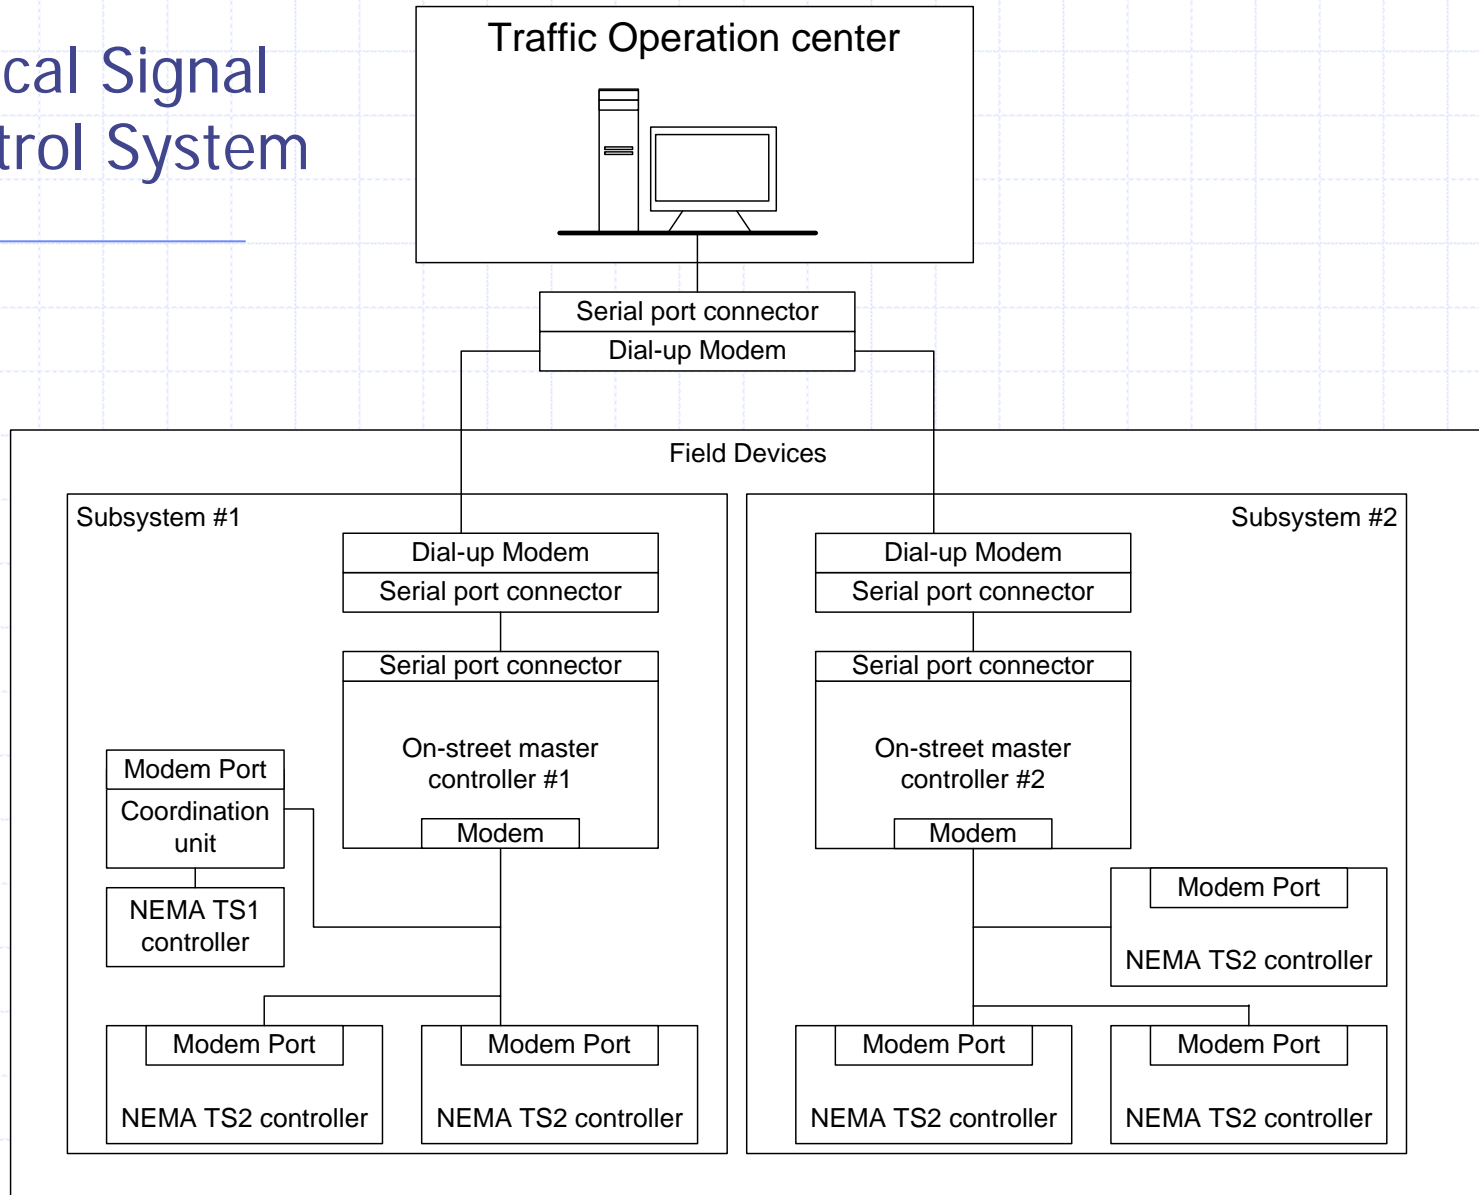 cal Signal
trol System
Traffic Operation center
Serial port connector
Dial-up Modem
Field Devices
Subsystem #1
Dial-up Modem
Serial port connector
Serial port connector
On-street master
controller #1
Modem
Modem Port
Coordination
unit
NEMA TS1
controller
Modem Port
NEMA TS2 controller
Modem Port
NEMA TS2 controller
Subsystem #2
Dial-up Modem
Serial port connector
Serial port connector
On-street master
controller #2
Modem
Modem Port
NEMA TS2 controller
Modem Port
NEMA TS2 controller
Modem Port
NEMA TS2 controller